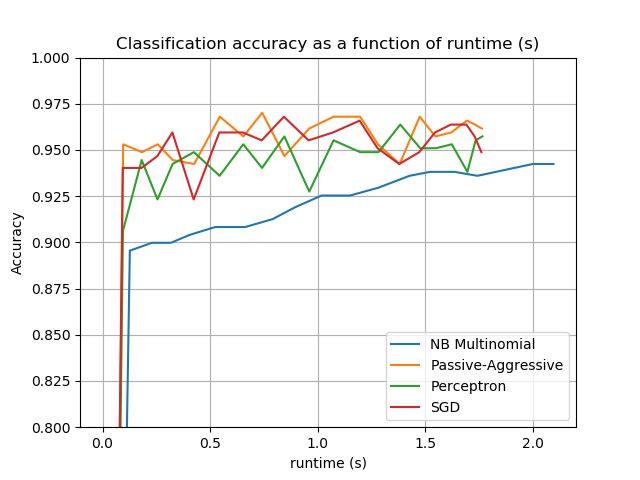 Classification accuracy as a function of runtime (s)
1.000
0.975
0.950
0.925
0.900
0.875
0.850
0.825
0.800
Accuracy
0.0 0.5 1.0 1.5 2.0
runtime (s)
NB Multinomial
Passive-Aggressive
Perceptron
SGD